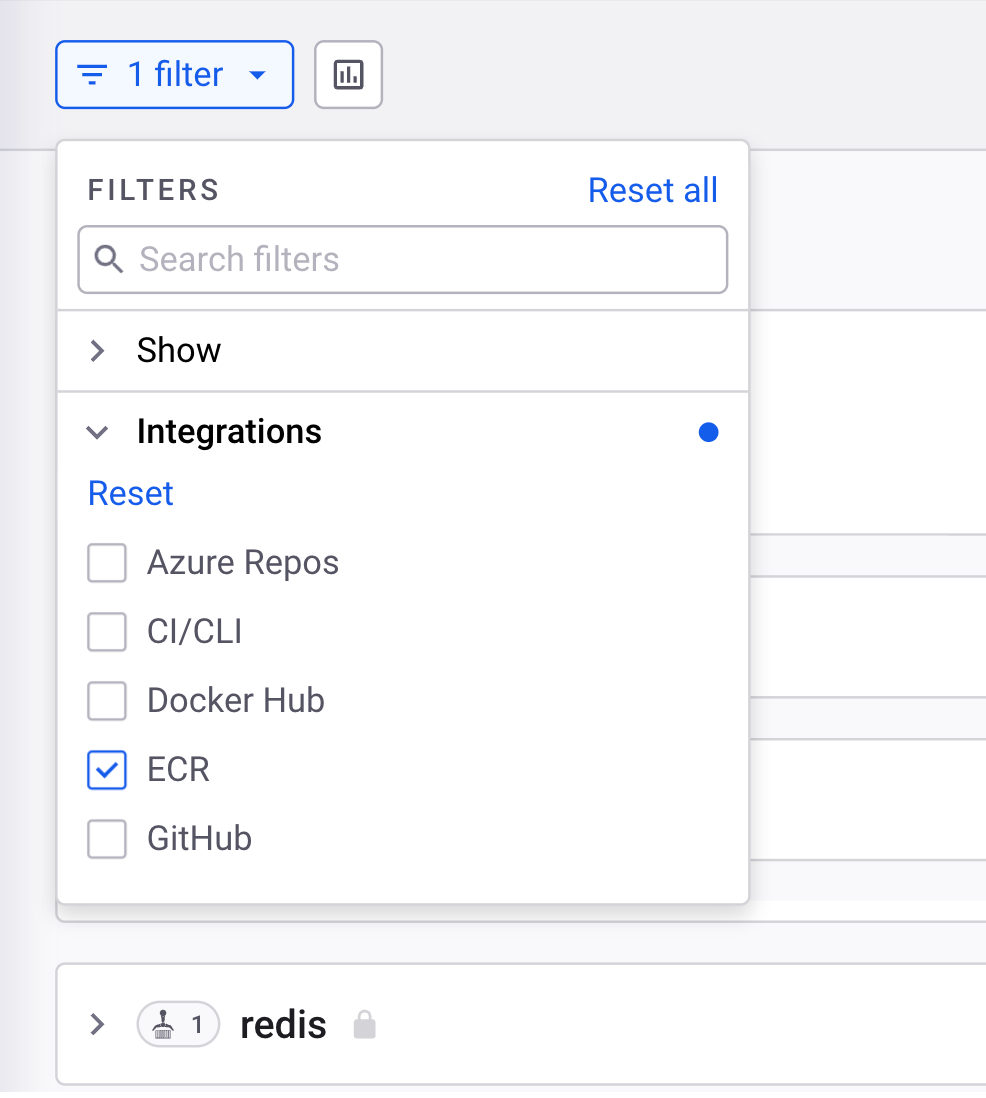 1 filter
FILTERS
Reset all
Search filters
Show
Integrations
Reset
Azure Repos
CI/CLI
Docker Hub
ECR
GitHub
1 redis